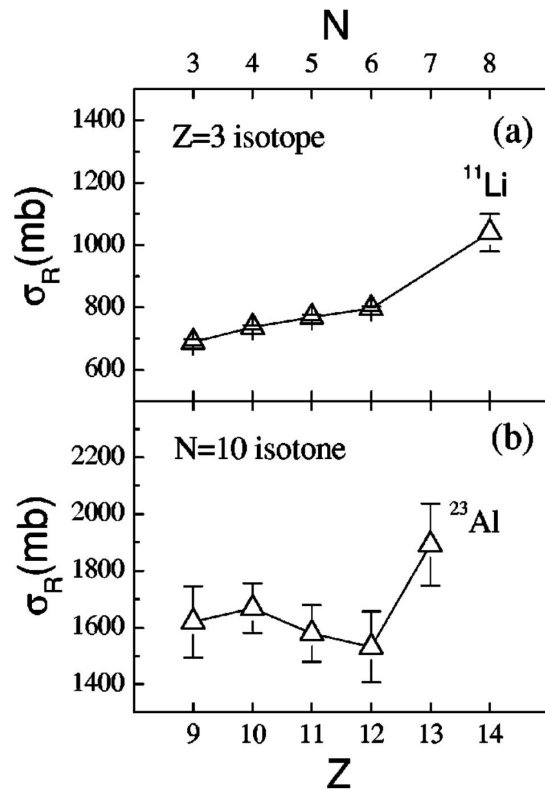 N
3 4 5 6 7 8
Z=3 isotope
(a)
¹¹Li
1400
1200
1000
800
600
σR(mb)
N=10 isotone
(b)
²³Al
2200
2000
1800
1600
1400
σR(mb)
9 10 11 12 13 14
Z